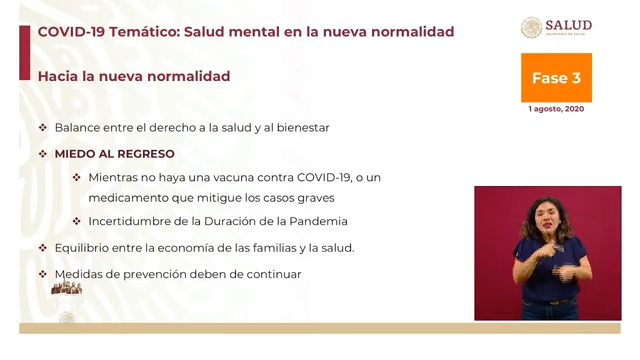 COVID-19 Temático: Salud mental en la nueva normalidad
SALUD
SECRETARÍA DE SALUD
Hacia la nueva normalidad
Fase 3
1 agosto, 2020
Balance entre el derecho a la salud y al bienestar
MIEDO AL REGRESO
Mientras no haya una vacuna contra COVID-19, o un
medicamento que mitigue los casos graves
Incertidumbre de la Duración de la Pandemia
Equilibrio entre la economía de las familias y la salud.
Medidas de prevención deben de continuar